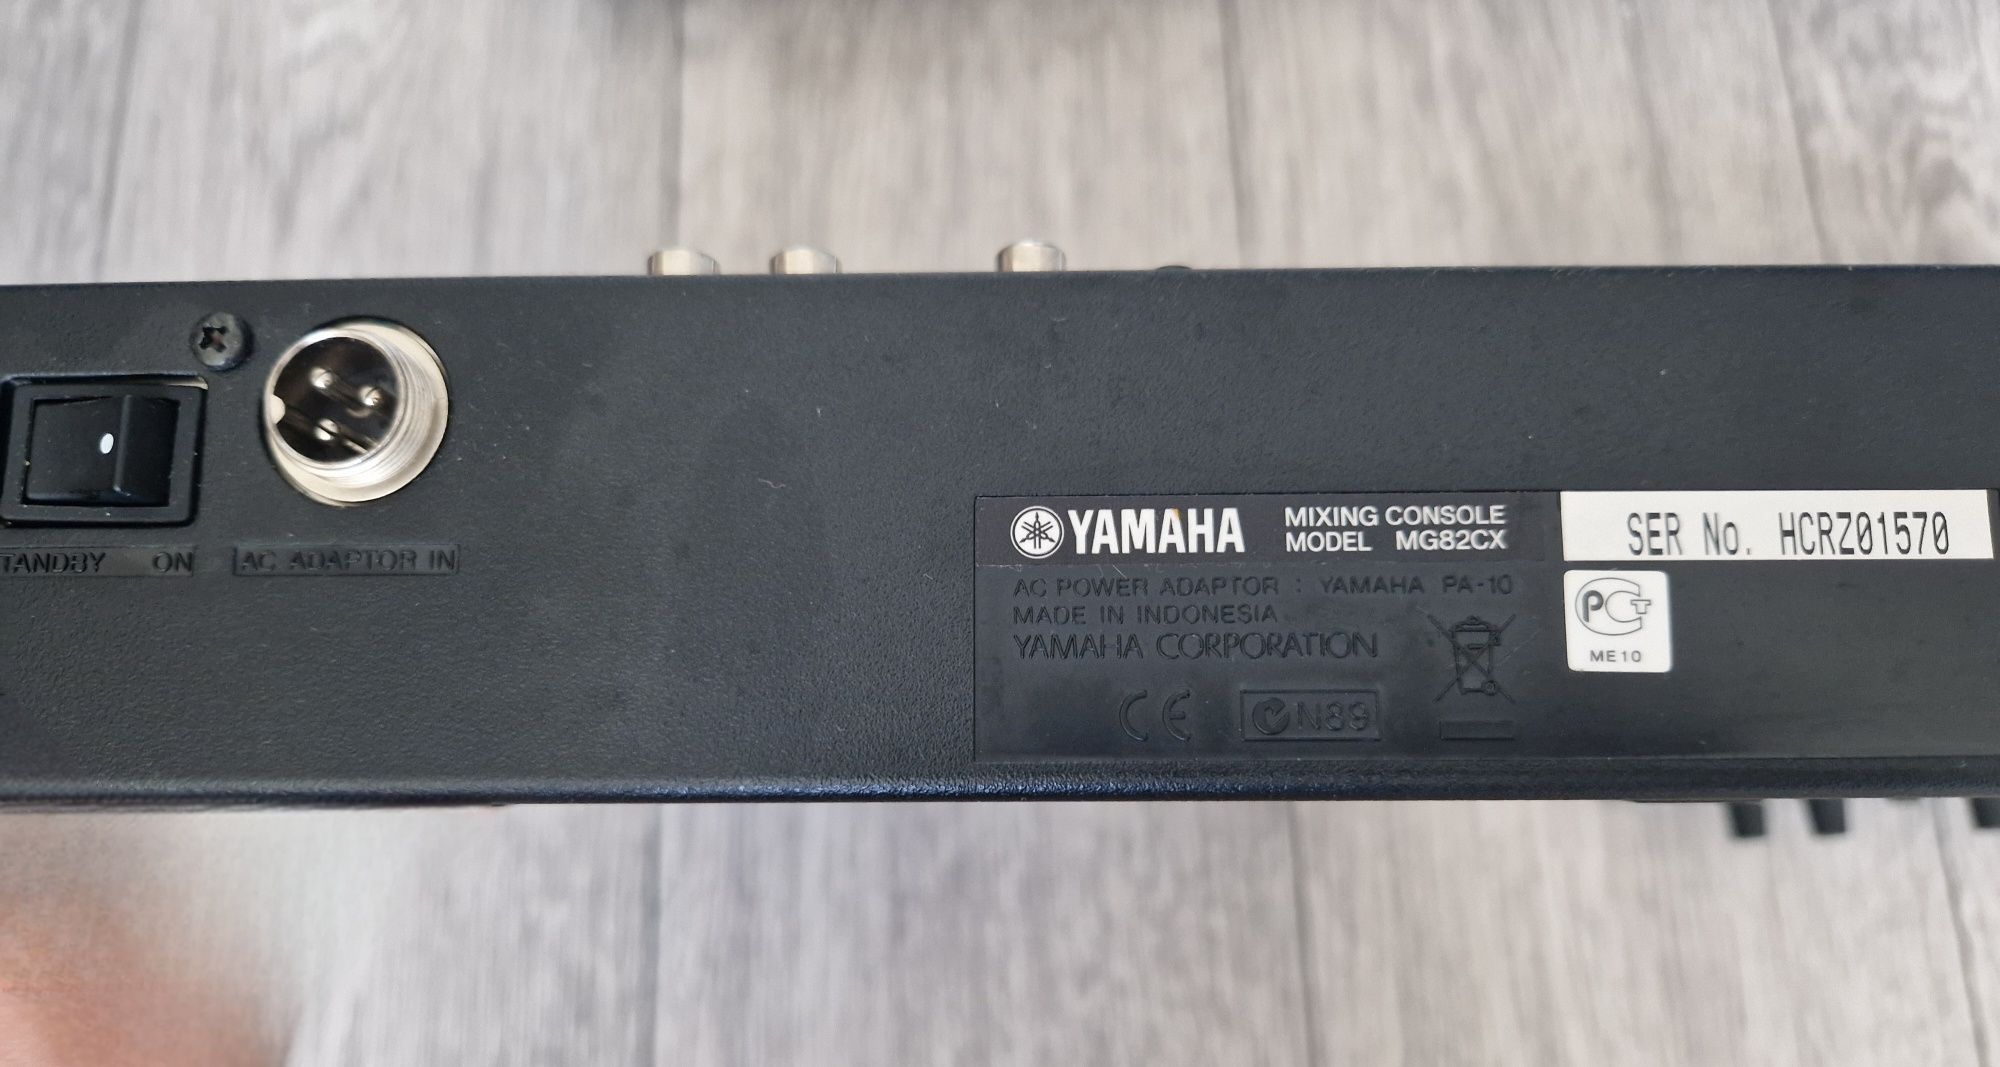 TANDBY ON
AC ADAPTOR IN
YAMAHA
MIXING CONSOLE
MODEL MG82CX
SER No. HCRZ01570
AC POWER ADAPTOR : YAMAHA PA-10
MADE IN INDONESIA
YAMAHA CORPORATION
CE
N89
РСТ
ME10